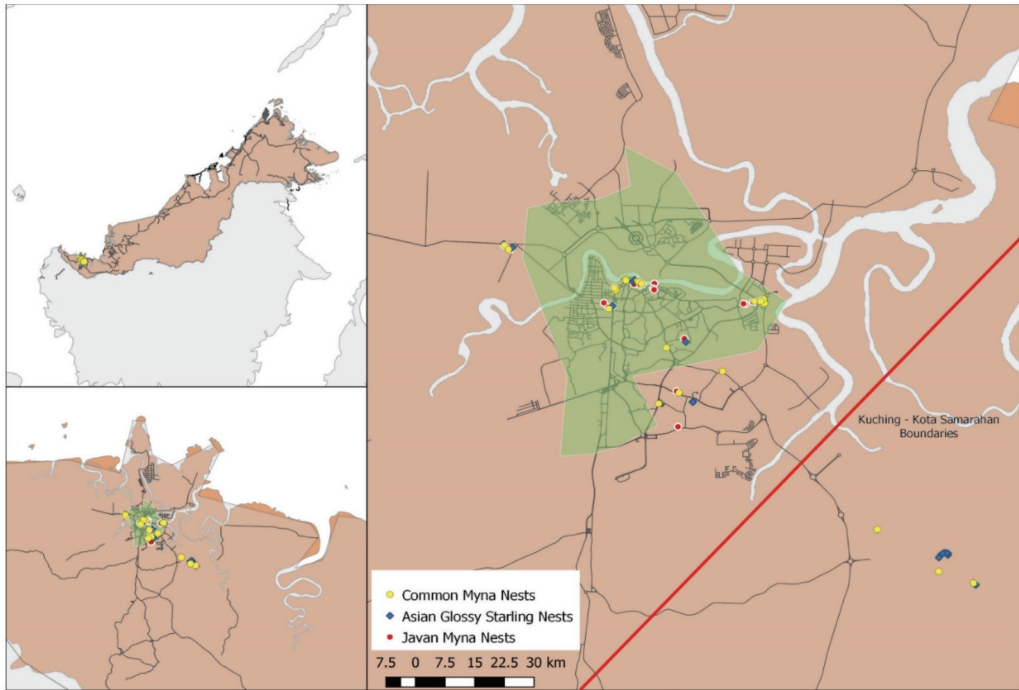 Kuching - Kota Samarahan
Boundaries
Common Myna Nests
Asian Glossy Starling Nests
Javan Myna Nests
7.5 0 7.5 15 22.5 30 km